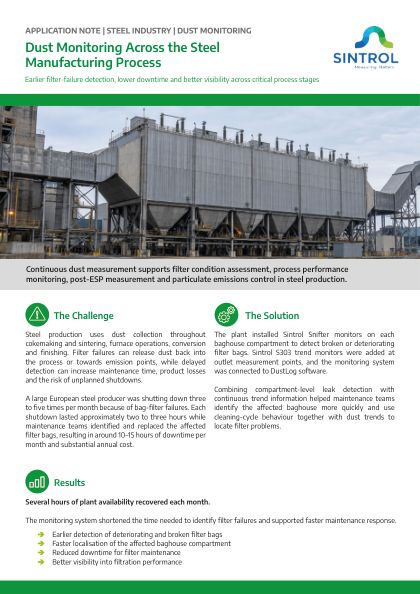 APPLICATION NOTE | STEEL INDUSTRY | DUST MONITORING
Dust Monitoring Across the Steel
Manufacturing Process
Earlier filter-failure detection, lower downtime and better visibility across critical process stages
SINTROL
Measuring Matters
Continuous dust measurement supports filter condition assessment, process performance
monitoring, post-ESP measurement and particulate emissions control in steel production.
The Challenge
Steel production uses dust collection throughout
cokemaking and sintering, furnace operations, conversion
and finishing. Filter failures can release dust back into
the process or towards emission points, while delayed
detection can increase maintenance time, product losses
and the risk of unplanned shutdowns.
A large European steel producer was shutting down three
to five times per month because of bag-filter failures. Each
shutdown lasted approximately two to three hours while
maintenance teams identified and replaced the affected
filter bags, resulting in around 10–15 hours of downtime per
month and substantial annual cost.
The Solution
The plant installed Sintrol Snifter monitors on each
baghouse compartment to detect broken or deteriorating
filter bags. Sintrol S303 trend monitors were added at
outlet measurement points, and the monitoring system
was connected to DustLog software.
Combining compartment-level leak detection with
continuous trend information helped maintenance teams
identify the affected baghouse more quickly and use
cleaning-cycle behaviour together with dust trends to
locate filter problems.
Results
Several hours of plant availability recovered each month.
The monitoring system shortened the time needed to identify filter failures and supported faster maintenance response.
Earlier detection of deteriorating and broken filter bags
Faster localisation of the affected baghouse compartment
Reduced downtime for filter maintenance
Better visibility into filtration performance